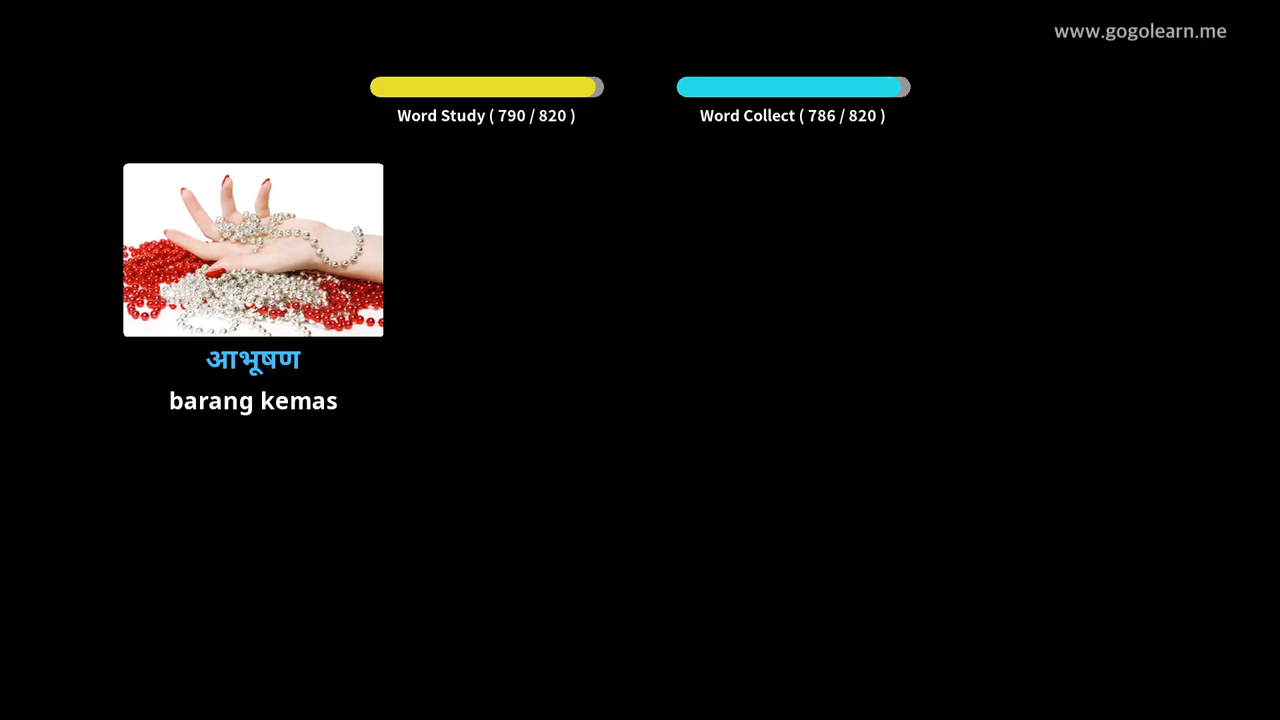 www.gogolearn.me
Word Study ( 790 / 820 )
Word Collect ( 786 / 820 )
आभूषण
barang kemas